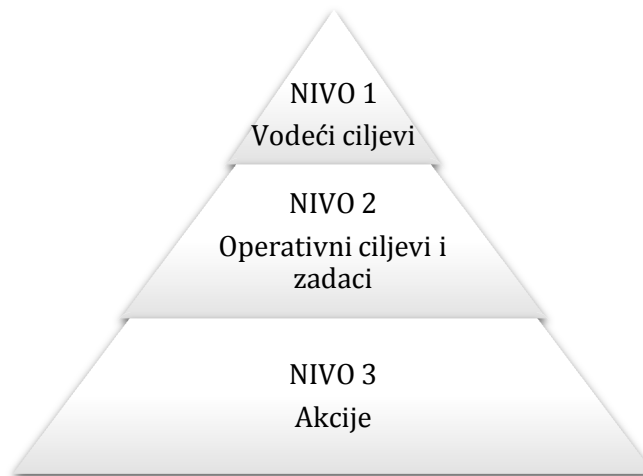 NIVO 1
Vodeći ciljevi
NIVO 2
Operativni ciljevi i
zadaci
NIVO 3
Akcije